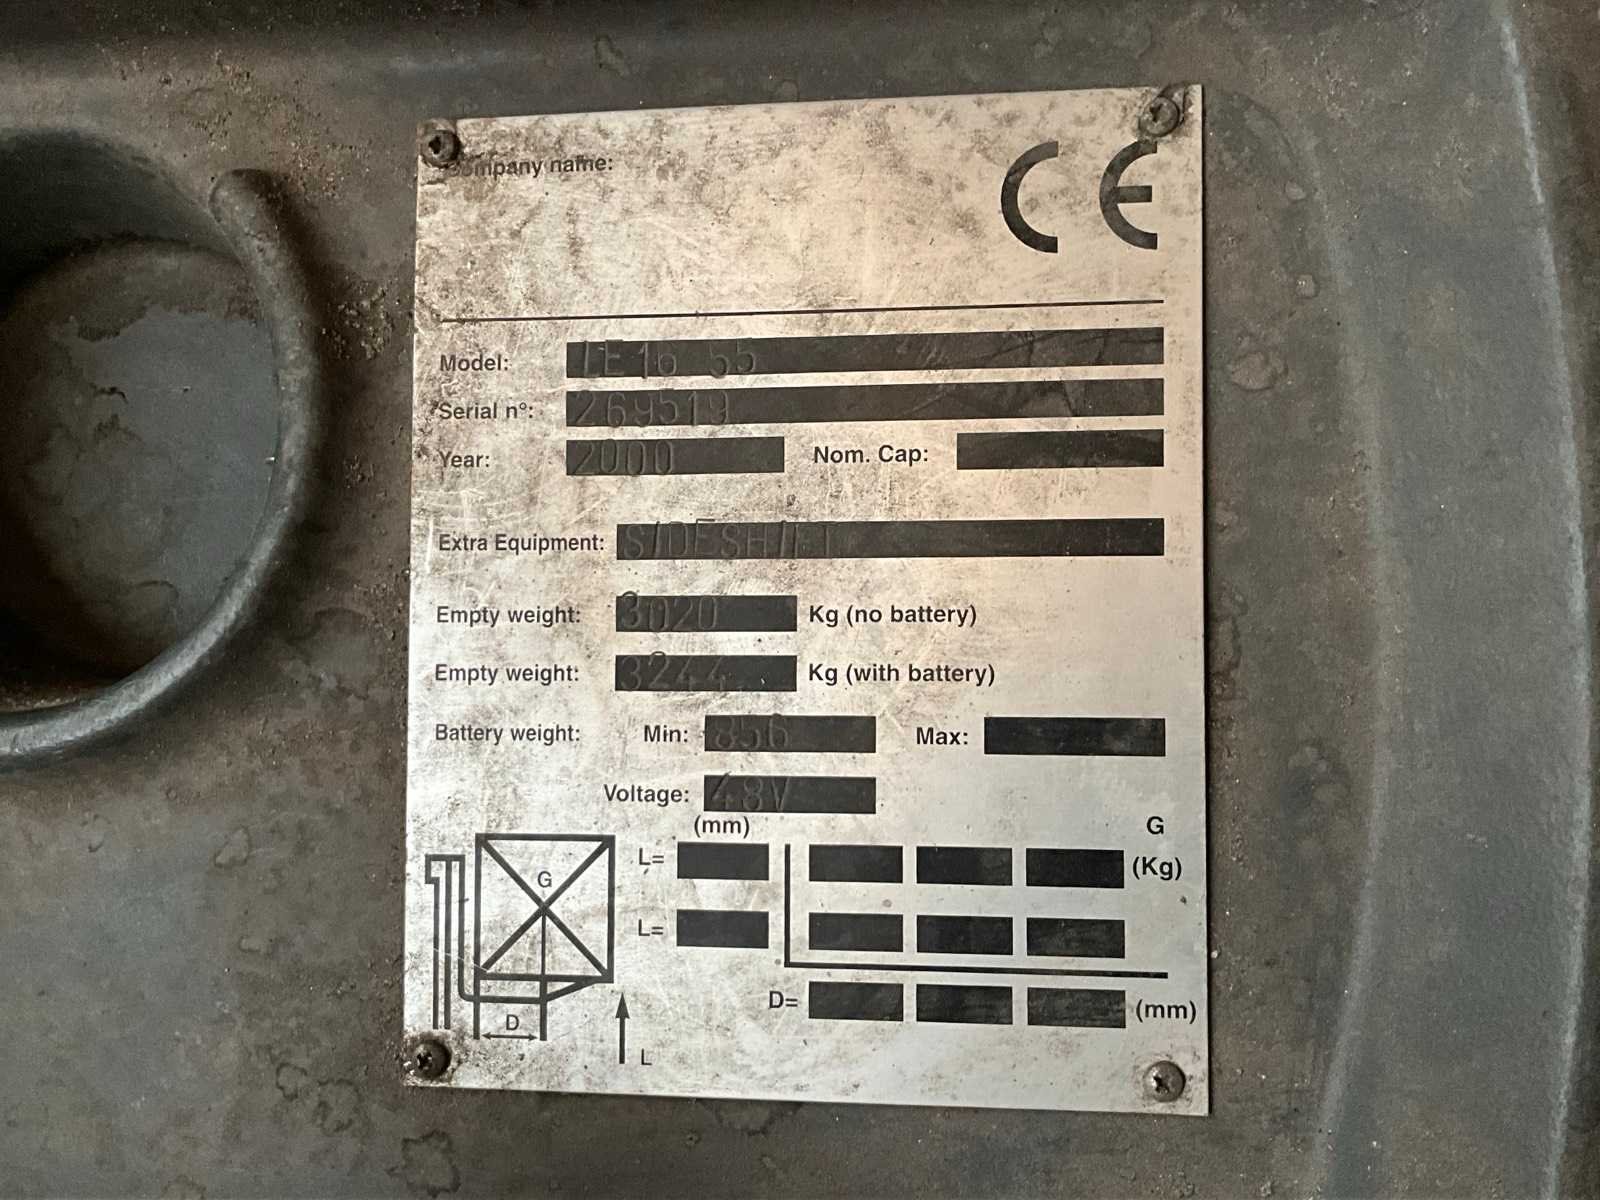 Company name:
CE
Model: LE16 55
Serial n°: 269519
Year: 2000 Nom. Cap:
Extra Equipment: SIDESHIFT
Empty weight: 3020 Kg (no battery)
Empty weight: 3244 Kg (with battery)
Battery weight: Min: 856 Max:
Voltage: 48V
(mm) G
L= (Kg)
G
L=
D= (mm)
D
L